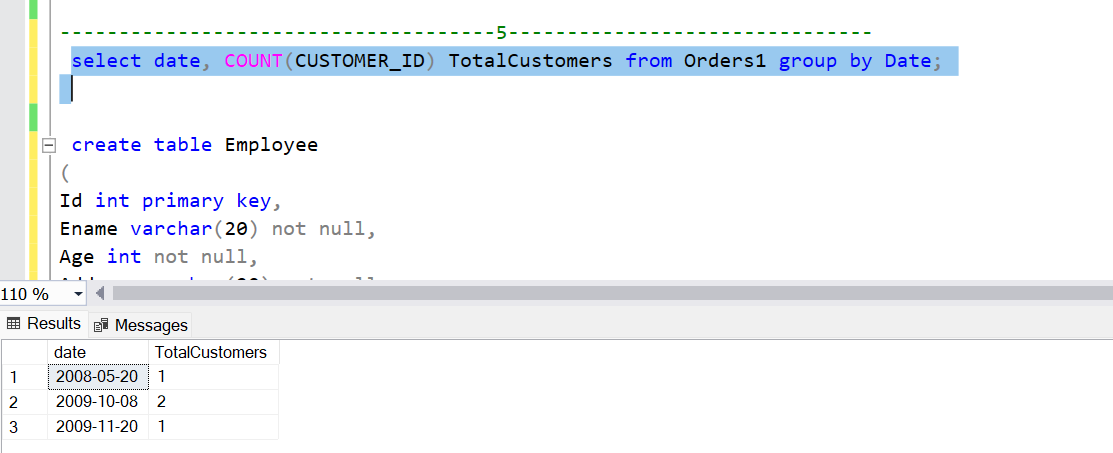 -------------------------------------5-------------------------------
select date, COUNT(CUSTOMER_ID) TotalCustomers from Orders1 group by Date;
create table Employee
(
Id int primary key,
Ename varchar(20) not null,
Age int not null,
110 %
Results Messages
date TotalCustomers
1 2008-05-20 1
2 2009-10-08 2
3 2009-11-20 1